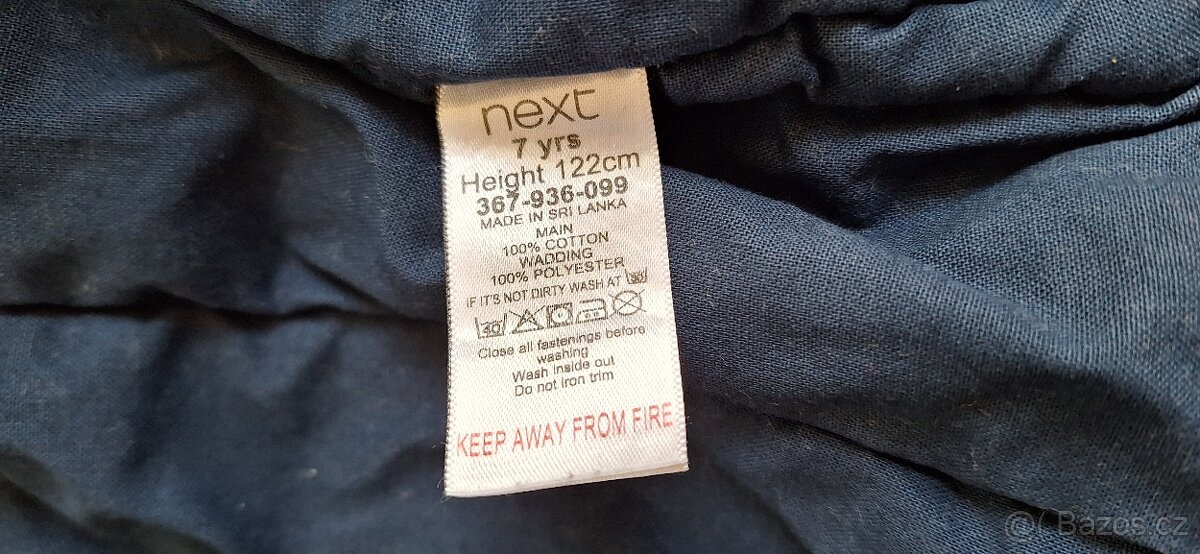 next
7 yrs
Height 122cm
367-936-099
MADE IN SRI LANKA
MAIN
100% COTTON
WADDING
100% POLYESTER
IF IT'S NOT DIRTY WASH AT 30
40
Close all fastenings before
washing
Wash inside out
Do not iron trim
KEEP AWAY FROM FIRE
© Bazos.cz